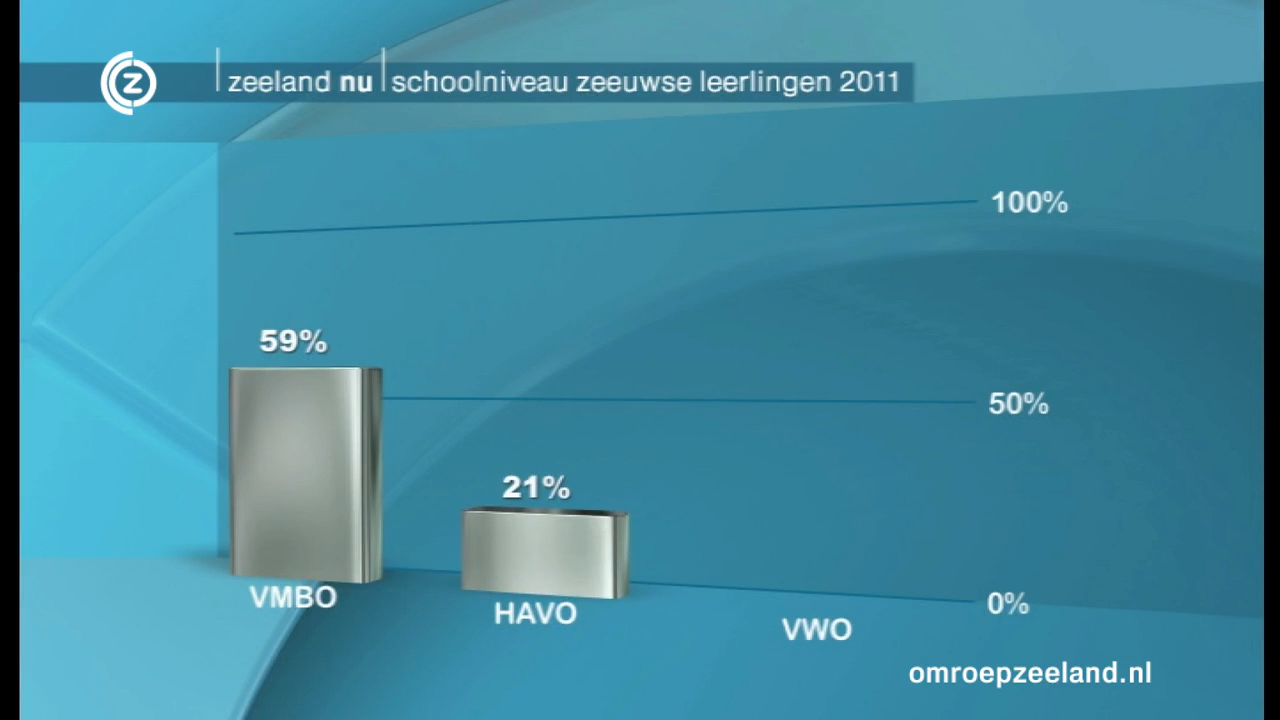 z
zeeland nu schoolniveau zeeuwse leerlingen 2011
100%
59%
50%
21%
0%
VMBO
HAVO
VWO
omroepzeeland.nl